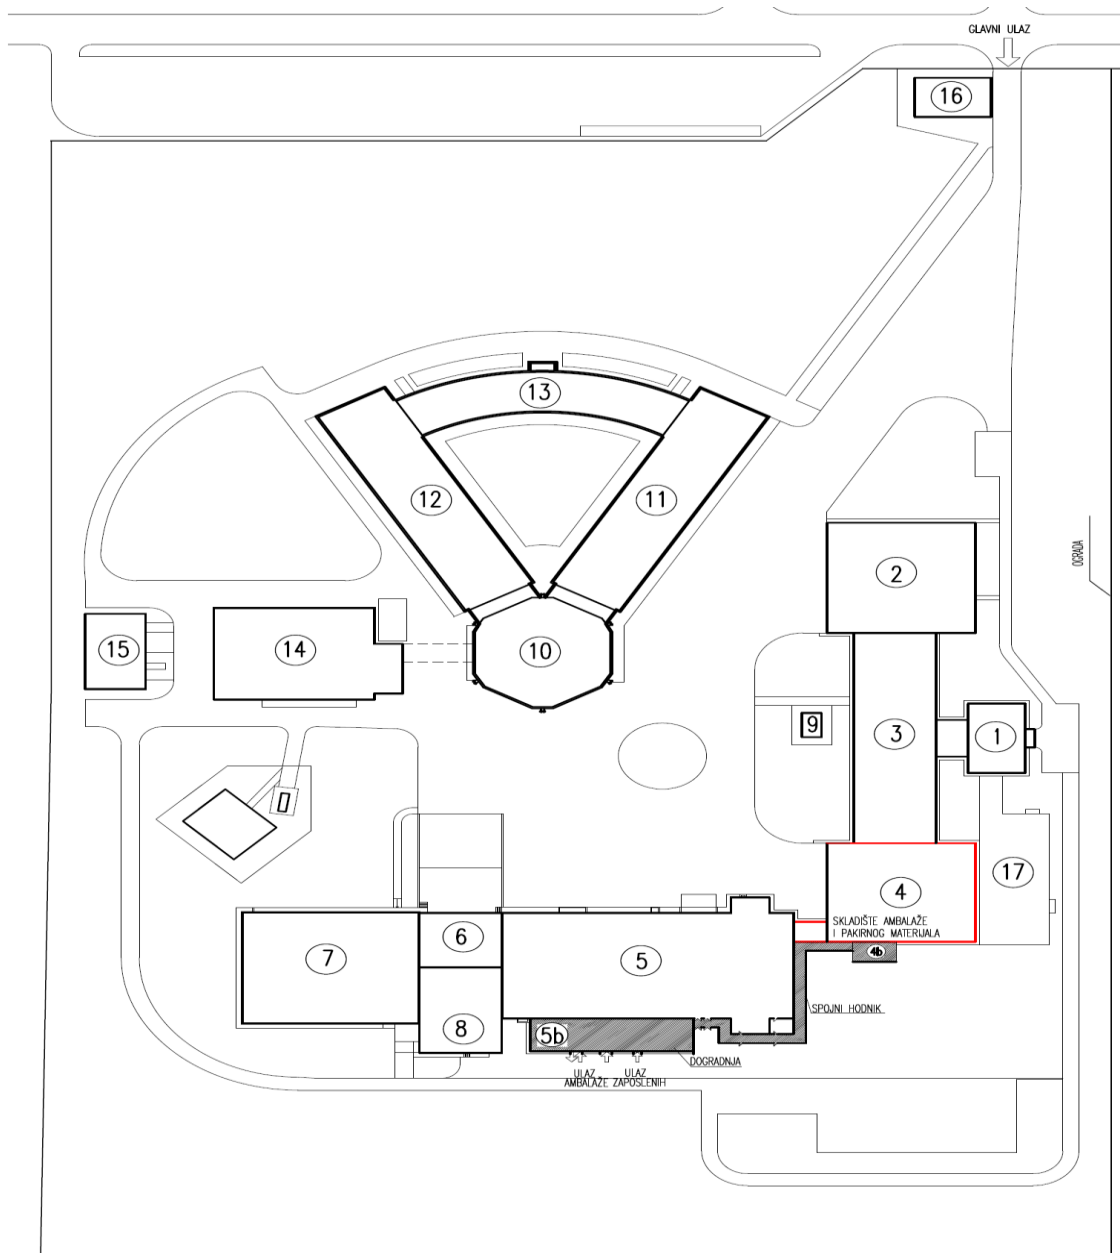 GLAVNI ULAZ
16
13
12
11
2
OGRADA
15
14
10
9
3
1
4
17
SKLADIŠTE AMBALAŽE
I PAKIRNOG MATERIJALA
4b
6
7
5
8
SPOJNI HODNIK
5b
DOGRADNJA
ULAZ
AMBALAŽE
ULAZ
ZAPOSLENIH